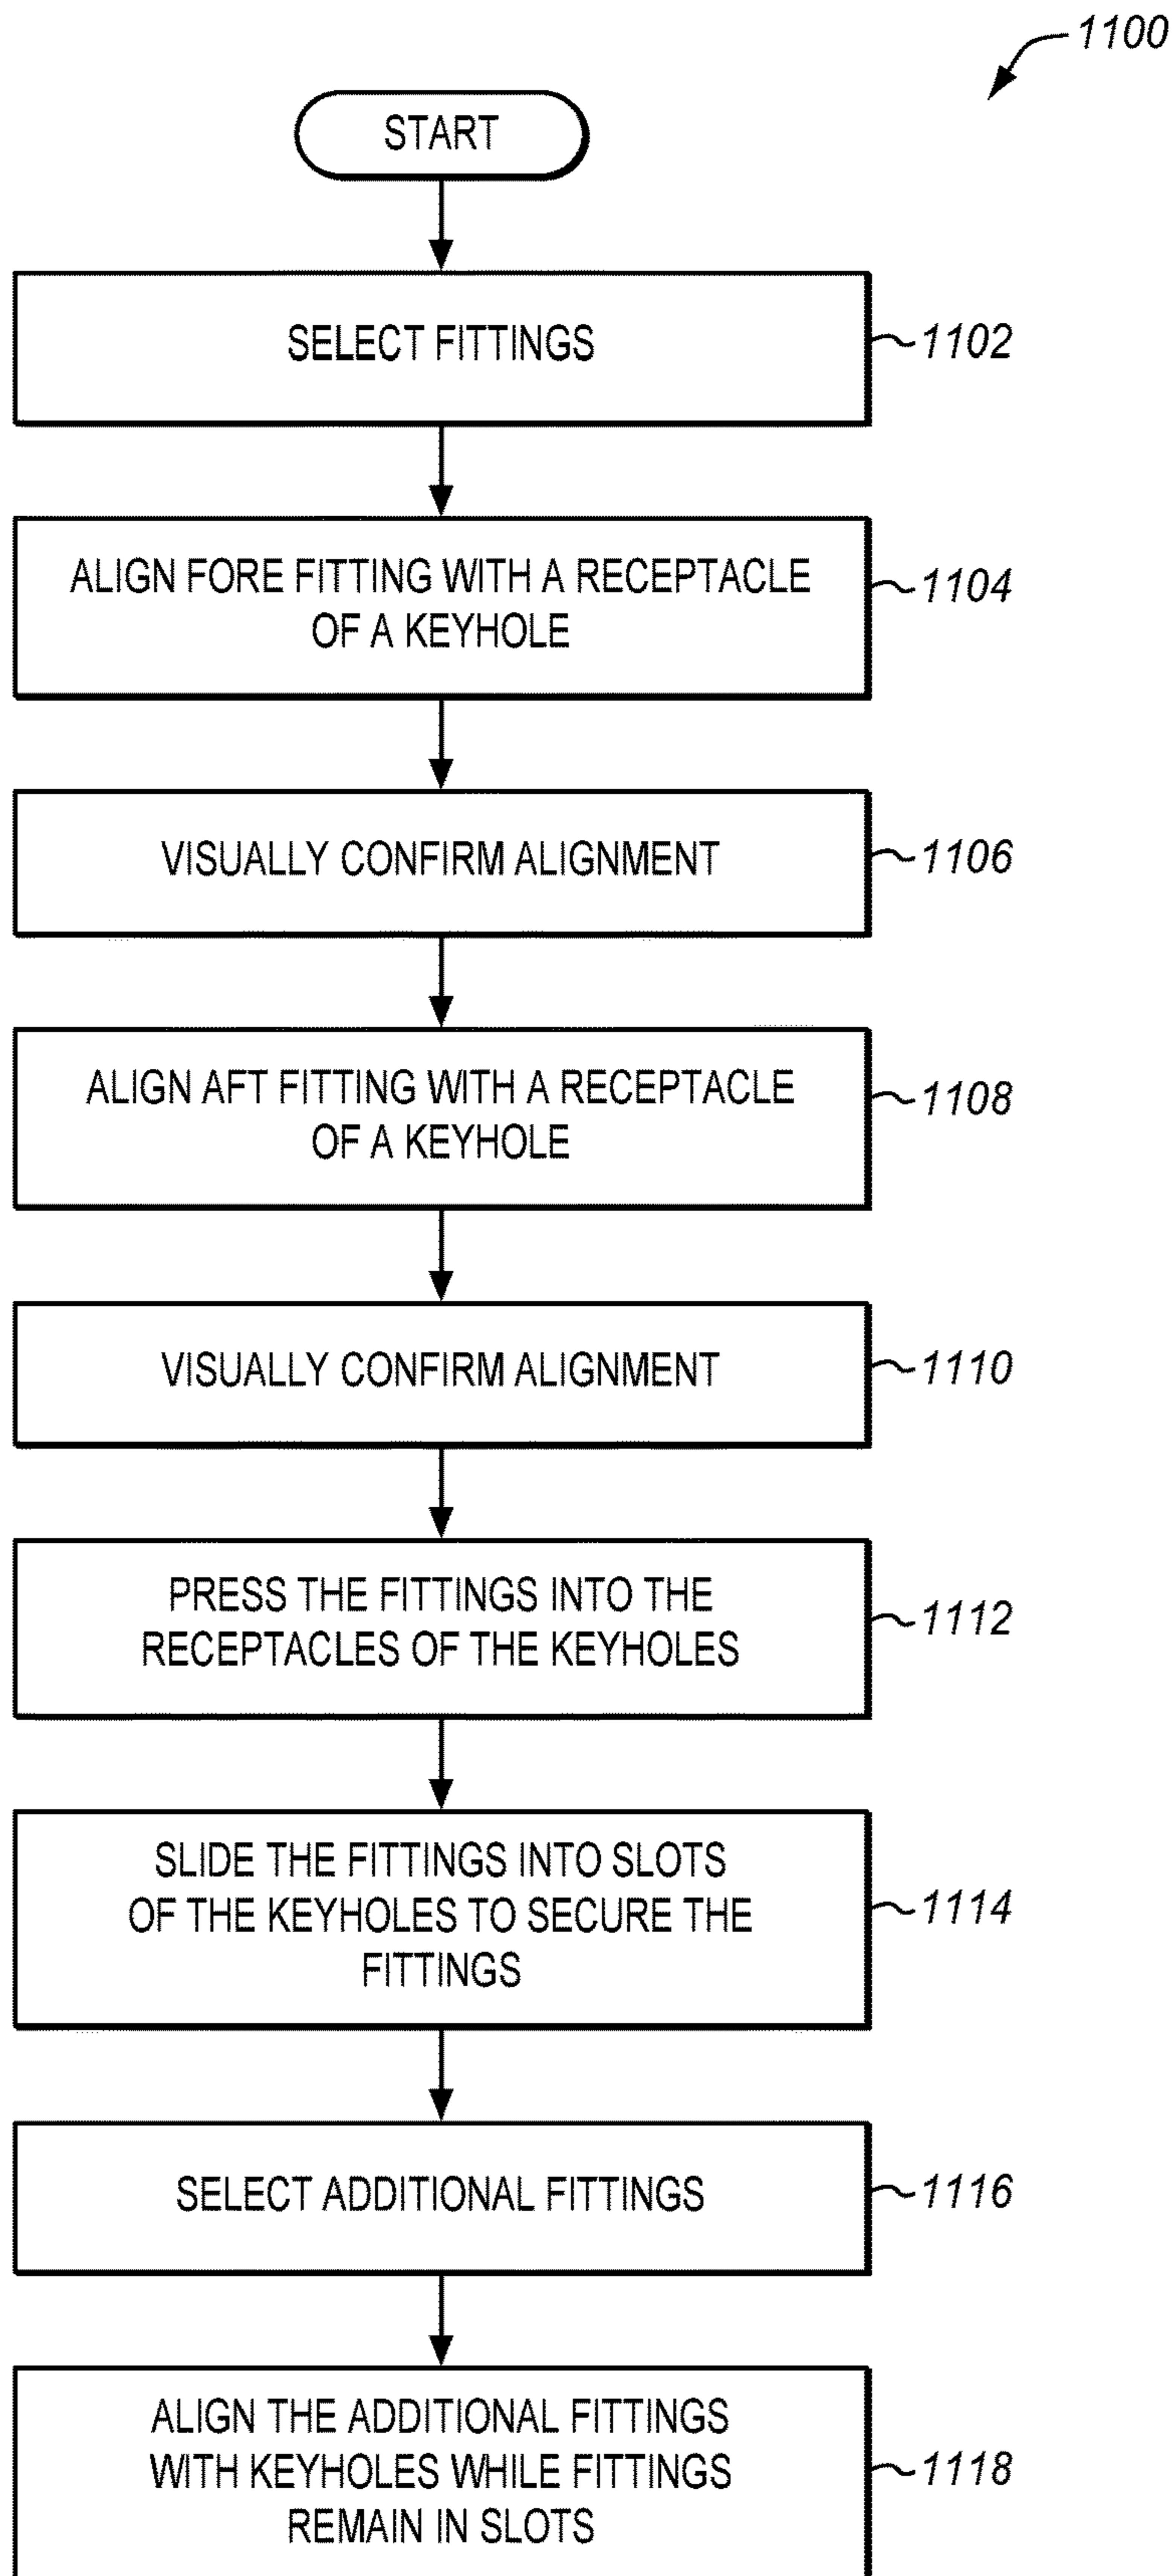 1100
START
SELECT FITTINGS
1102
ALIGN FORE FITTING WITH A RECEPTACLE
OF A KEYHOLE
1104
VISUALLY CONFIRM ALIGNMENT
1106
ALIGN AFT FITTING WITH A RECEPTACLE
OF A KEYHOLE
1108
VISUALLY CONFIRM ALIGNMENT
1110
PRESS THE FITTINGS INTO THE
RECEPTACLES OF THE KEYHOLES
1112
SLIDE THE FITTINGS INTO SLOTS
OF THE KEYHOLES TO SECURE THE
FITTINGS
1114
SELECT ADDITIONAL FITTINGS
1116
ALIGN THE ADDITIONAL FITTINGS
WITH KEYHOLES WHILE FITTINGS
REMAIN IN SLOTS
1118